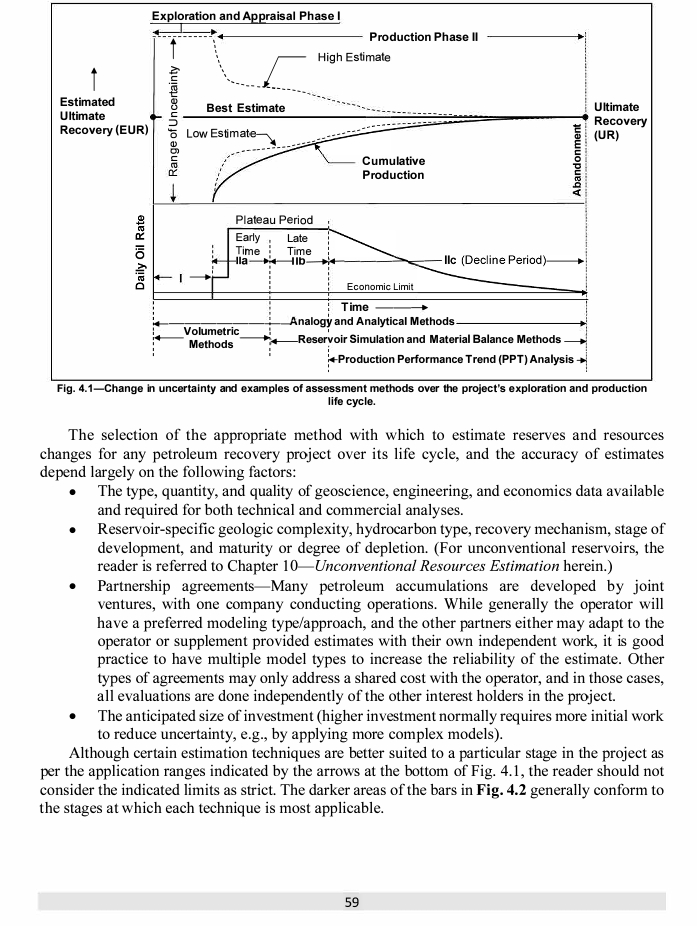 Exploration and Appraisal Phase I
Production Phase II
High Estimate
Range of Uncertainty
Estimated
Ultimate
Recovery (EUR)
Best Estimate
Ultimate
Recovery
(UR)
Low Estimate
Cumulative
Production
Abandonment
Daily Oil Rate
Plateau Period
Early
Time
IIa
Late
Time
IIb
IIc (Decline Period)
I
Economic Limit
Time
Analogy and Analytical Methods
Volumetric
Methods
Reservoir Simulation and Material Balance Methods
Production Performance Trend (PPT) Analysis
Fig. 4.1—Change in uncertainty and examples of assessment methods over the project's exploration and production
life cycle.
The selection of the appropriate method with which to estimate reserves and resources
changes for any petroleum recovery project over its life cycle, and the accuracy of estimates
depend largely on the following factors:
• The type, quantity, and quality of geoscience, engineering, and economics data available
and required for both technical and commercial analyses.
• Reservoir-specific geologic complexity, hydrocarbon type, recovery mechanism, stage of
development, and maturity or degree of depletion. (For unconventional reservoirs, the
reader is referred to Chapter 10—Unconventional Resources Estimation herein.)
• Partnership agreements—Many petroleum accumulations are developed by joint
ventures, with one company conducting operations. While generally the operator will
have a preferred modeling type/approach, and the other partners either may adapt to the
operator or supplement provided estimates with their own independent work, it is good
practice to have multiple model types to increase the reliability of the estimate. Other
types of agreements may only address a shared cost with the operator, and in those cases,
all evaluations are done independently of the other interest holders in the project.
• The anticipated size of investment (higher investment normally requires more initial work
to reduce uncertainty, e.g., by applying more complex models).
Although certain estimation techniques are better suited to a particular stage in the project as
per the application ranges indicated by the arrows at the bottom of Fig. 4.1, the reader should not
consider the indicated limits as strict. The darker areas of the bars in Fig. 4.2 generally conform to
the stages at which each technique is most applicable.
59